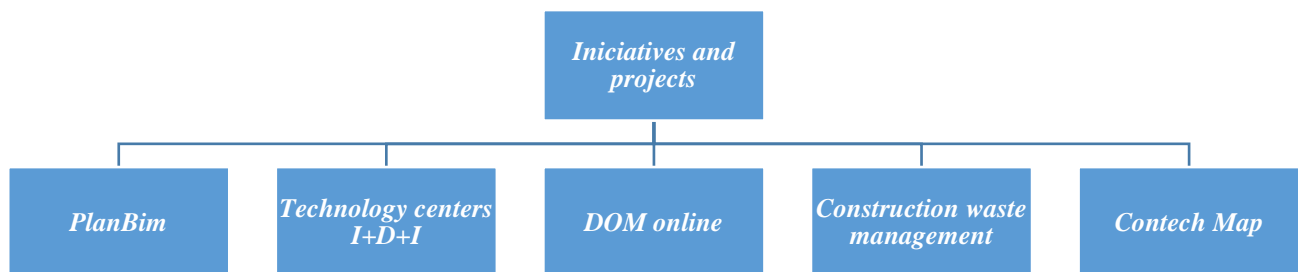 Iniciatives and
projects
PlanBim
Technology centers
I+D+I
DOM online
Construction waste
management
Contech Map